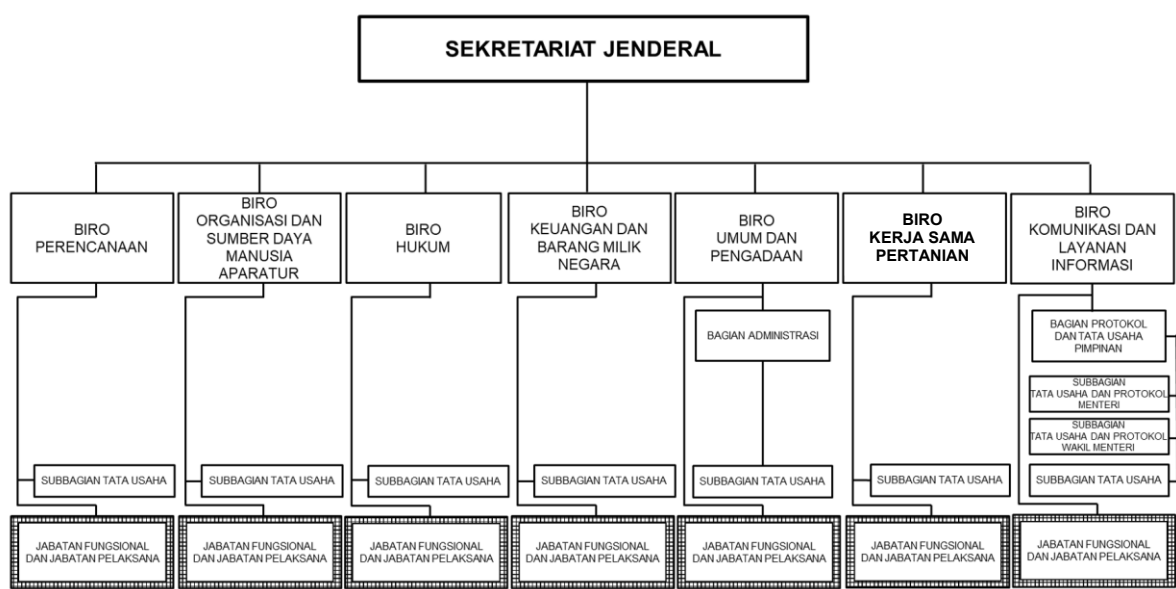 SEKRETARIAT JENDERAL
BIRO
PERENCANAAN
BIRO
ORGANISASI DAN
SUMBER DAYA
MANUSIA
APARATUR
BIRO
HUKUM
BIRO
KEUANGAN DAN
BARANG MILIK
NEGARA
BIRO
UMUM DAN
PENGADAAN
BIRO
KERJA SAMA
PERTANIAN
BIRO
KOMUNIKASI DAN
LAYANAN
INFORMASI
BAGIAN ADMINISTRASI
BAGIAN PROTOKOL
DAN TATA USAHA
PIMPINAN
SUBBAGIAN
TATA USAHA DAN PROTOKOL
MENTERI
SUBBAGIAN
TATA USAHA DAN PROTOKOL
WAKIL MENTERI
SUBBAGIAN TATA USAHA
SUBBAGIAN TATA USAHA
SUBBAGIAN TATA USAHA
SUBBAGIAN TATA USAHA
SUBBAGIAN TATA USAHA
SUBBAGIAN TATA USAHA
SUBBAGIAN TATA USAHA
JABATAN FUNGSIONAL
DAN JABATAN PELAKSANA
JABATAN FUNGSIONAL
DAN JABATAN PELAKSANA
JABATAN FUNGSIONAL
DAN JABATAN PELAKSANA
JABATAN FUNGSIONAL
DAN JABATAN PELAKSANA
JABATAN FUNGSIONAL
DAN JABATAN PELAKSANA
JABATAN FUNGSIONAL
DAN JABATAN PELAKSANA
JABATAN FUNGSIONAL
DAN JABATAN PELAKSANA